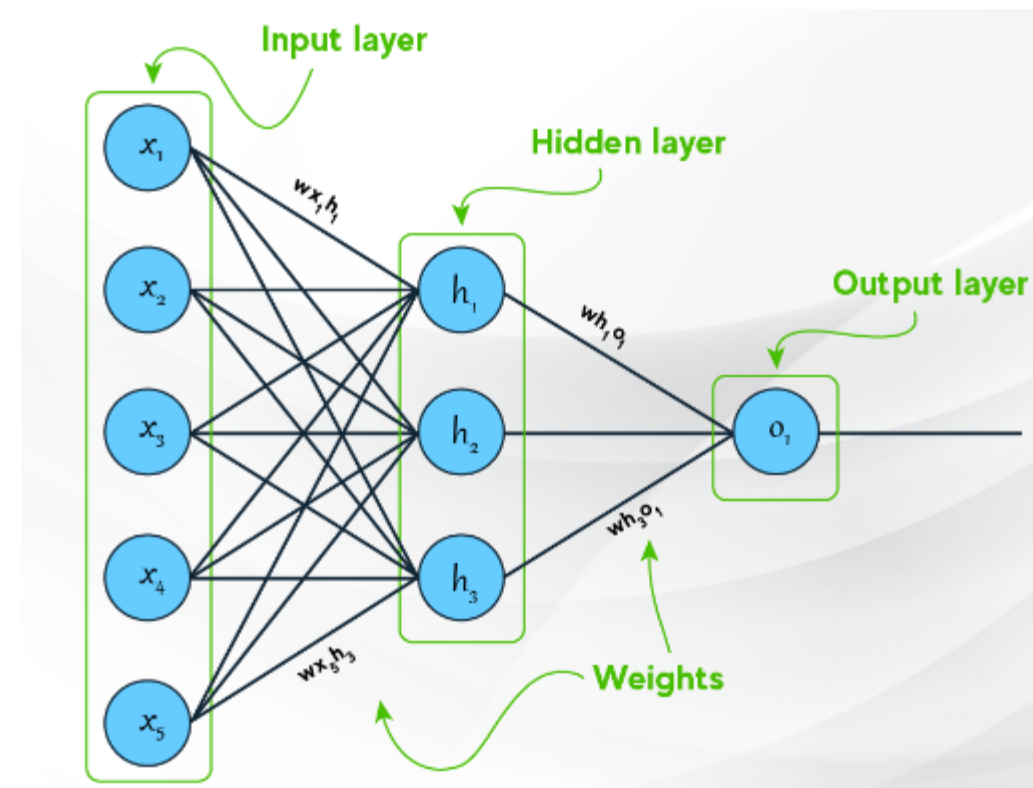 Input layer
Hidden layer
Output layer
x₁
wx₁h₁
x₂
h₁
wh₁o₁
x₃
h₂
o₁
wh₃o₁
x₄
h₃
wx₅h₃
Weights
x₅